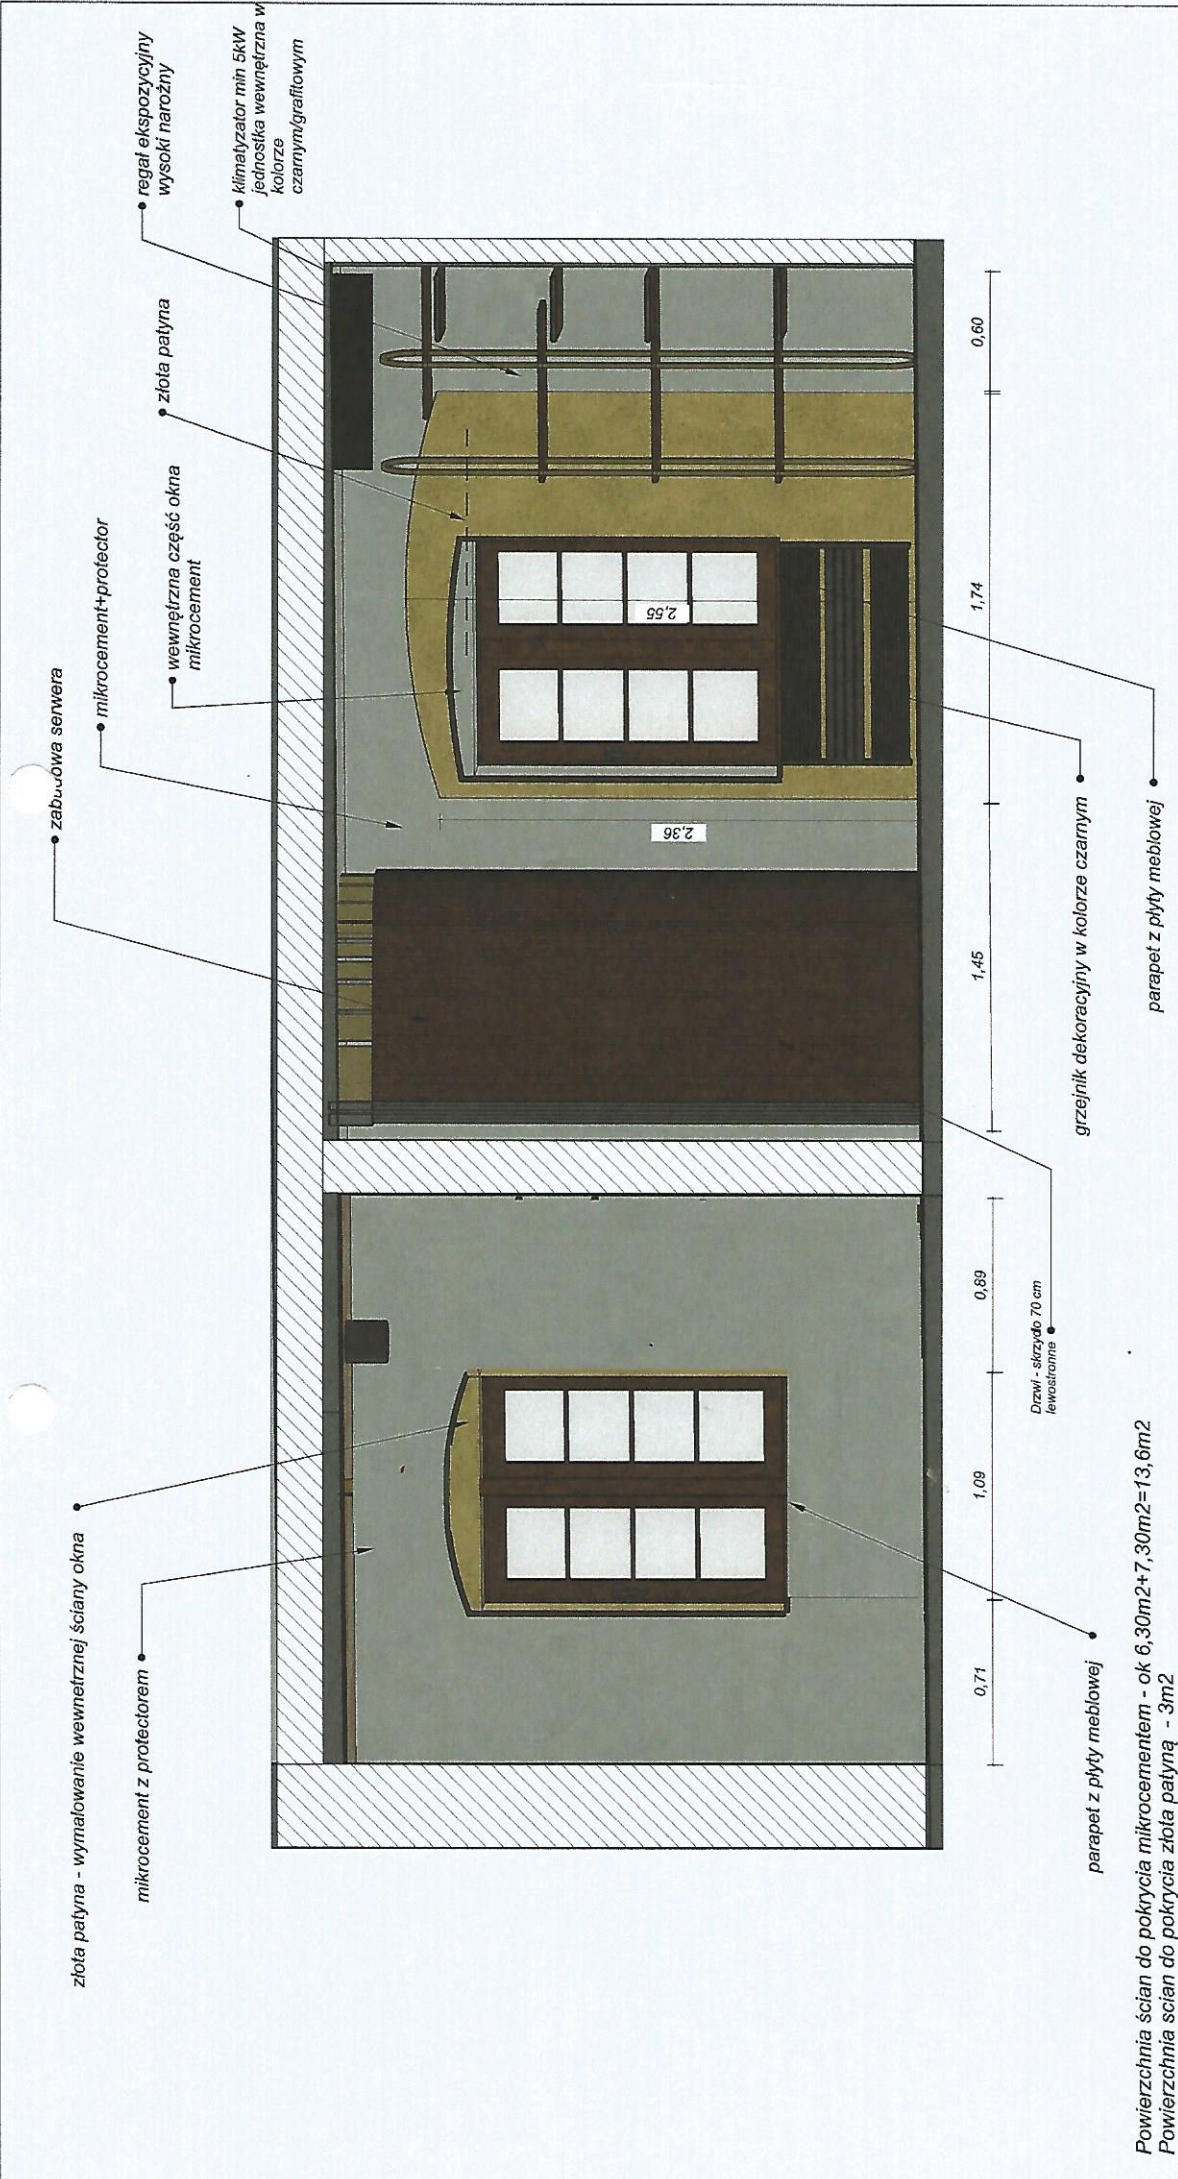 złota patyna - wymalowanie wewnetrznej ściany okna
mikrocement z protectorem
zabudowa serwera
mikrocement+protector
wewnętrzna część okna
mikrocement
złota patyna
regał ekspozycyjny
wysoki narożny
klimatyzator min 5kW
jednostka wewnętrzna w
kolorze
czarnym/grafitowym
2,36
2,55
0,71
1,09
0,89
1,45
1,74
0,60
Drzwi - skrzydo 70 cm
lewostronne
parapet z płyty meblowej
grzejnik dekoracyjny w kolorze czarnym
parapet z płyty meblowej
Powierzchnia ścian do pokrycia mikrocementem - ok 6,30m2+7,30m2=13,6m2
Powierzchnia scian do pokrycia złota patyną - 3m2